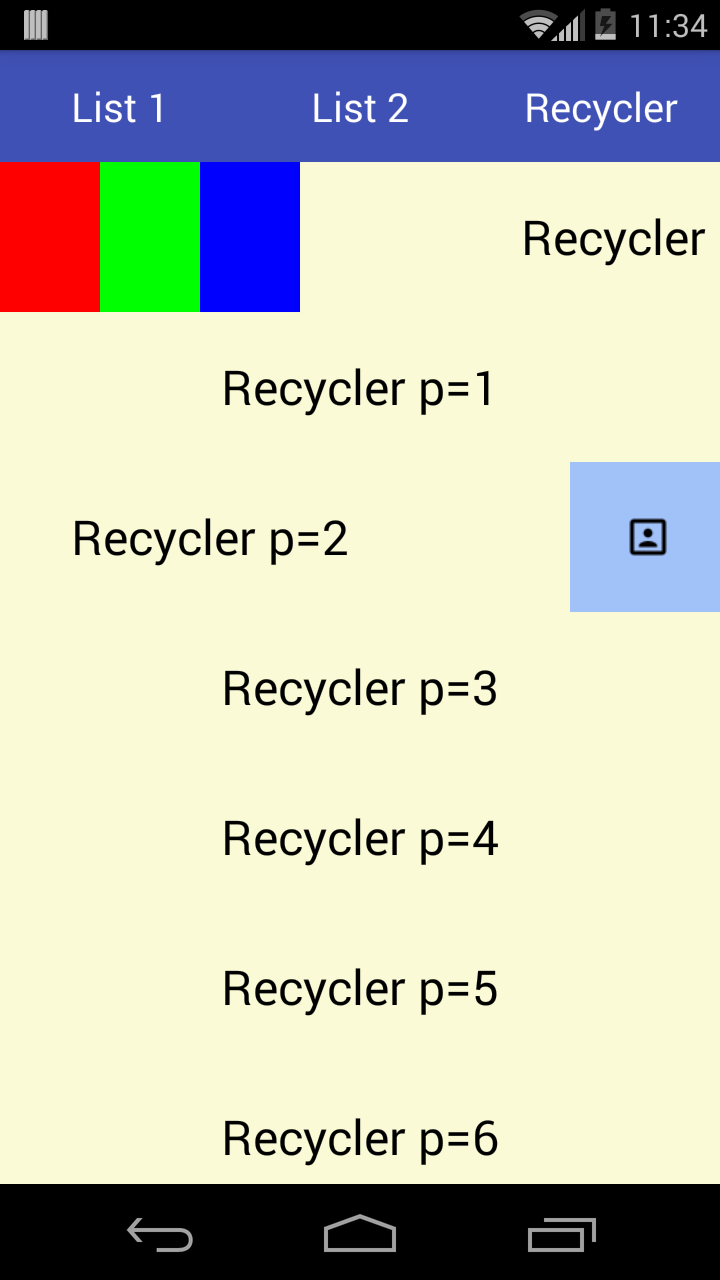 11:34
List 1 List 2 Recycler
Recycler
Recycler p=1
Recycler p=2
Recycler p=3
Recycler p=4
Recycler p=5
Recycler p=6